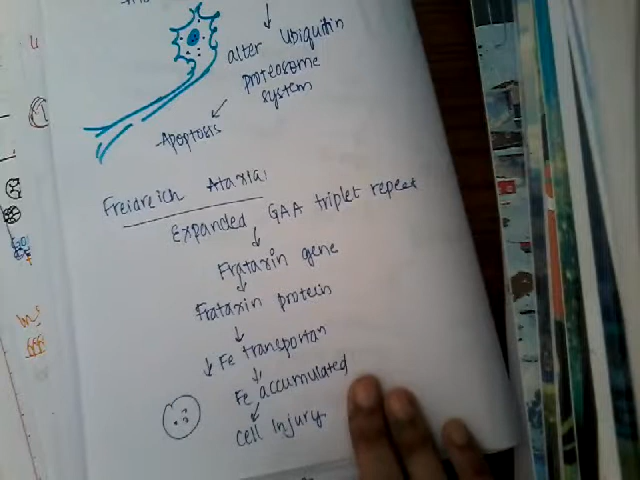 ↓
alter ubiquitin
proteosome
system
↙
Apoptosis
Freidreich Ataxia
Expanded GAA triplet repeat
↓
Frataxin gene
↓
Frataxin protein
↓
↓ Fe transportan
↓
Fe accumulated
↙
cell injury